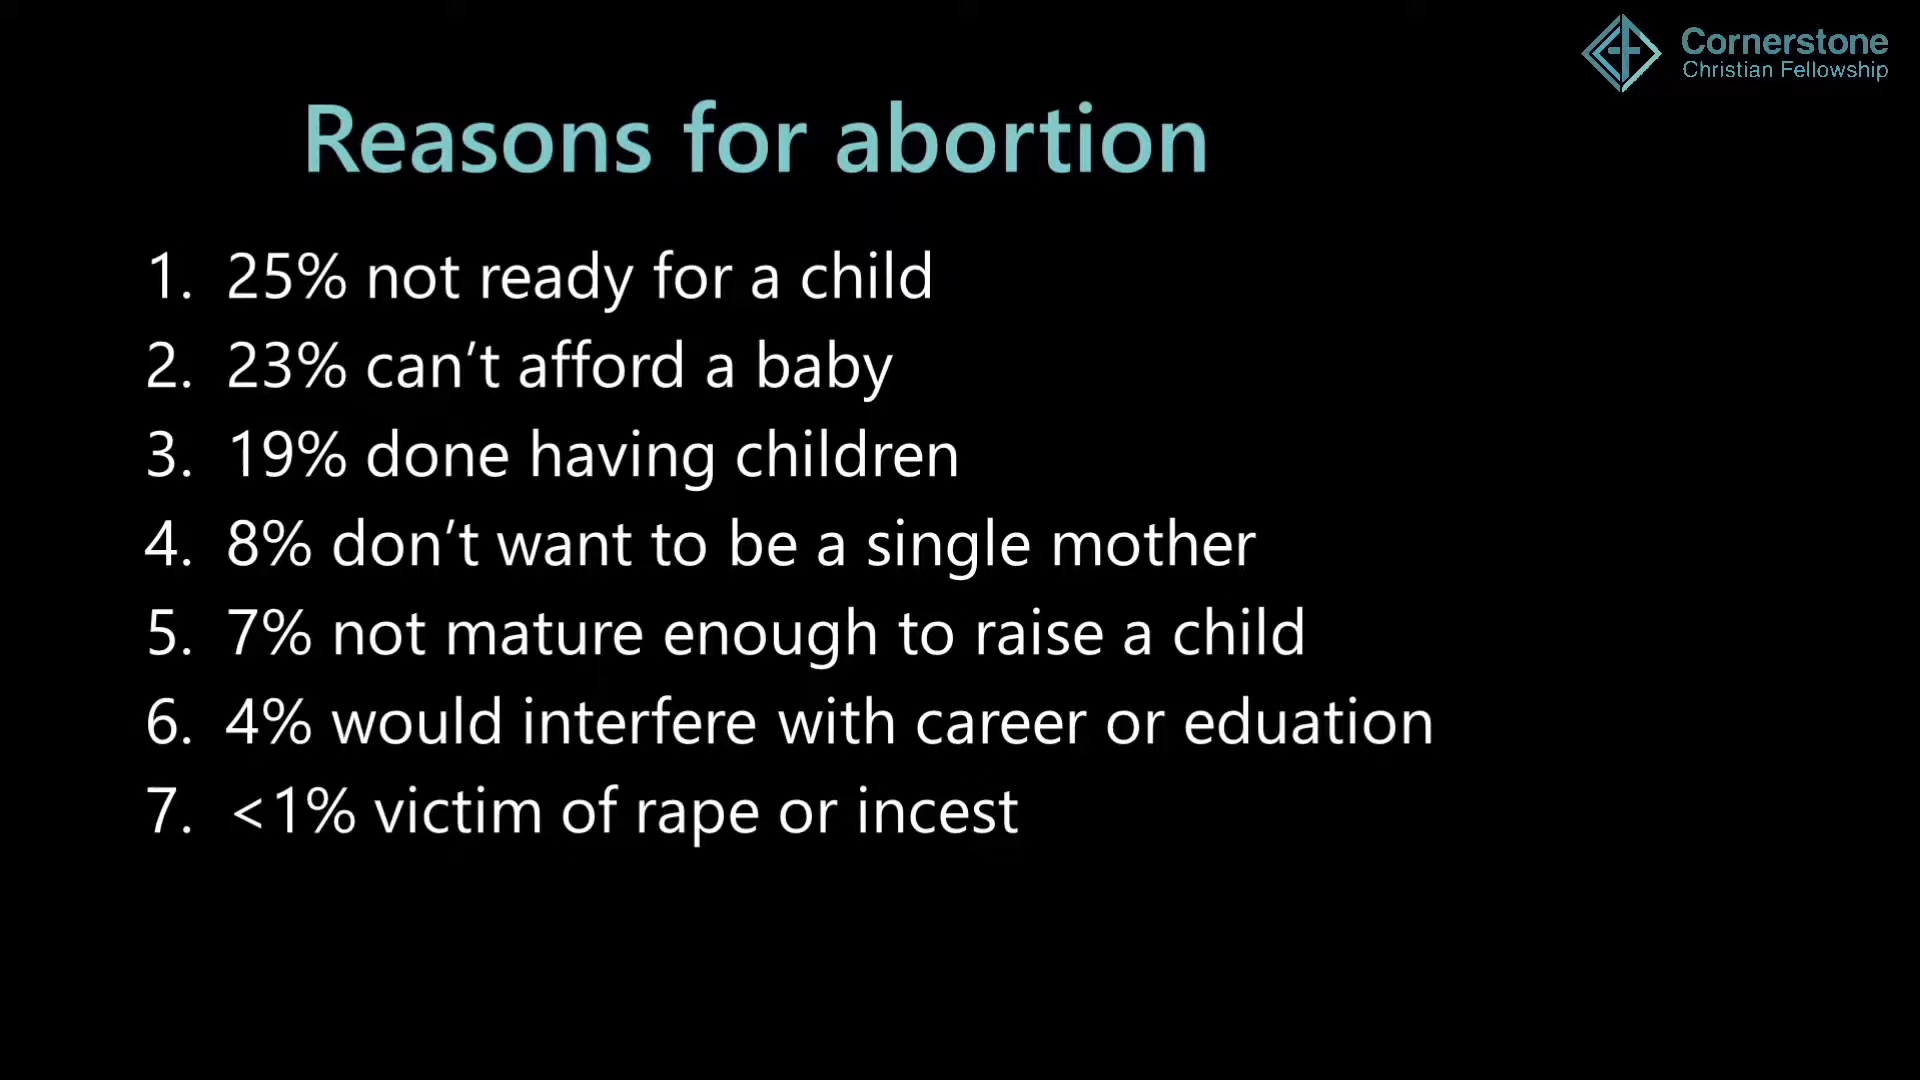 Cornerstone
Christian Fellowship
Reasons for abortion
1. 25% not ready for a child
2. 23% can’t afford a baby
3. 19% done having children
4. 8% don’t want to be a single mother
5. 7% not mature enough to raise a child
6. 4% would interfere with career or eduation
7. <1% victim of rape or incest